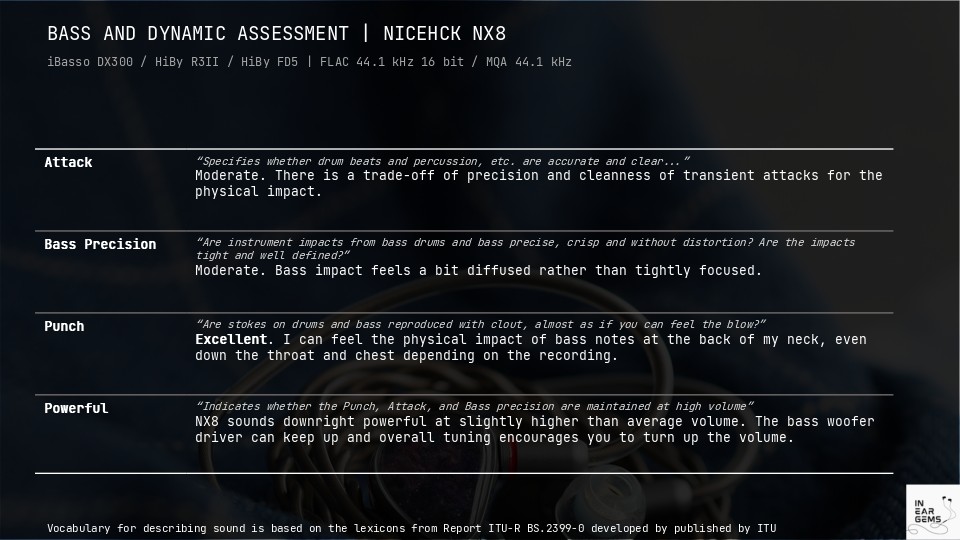 BASS AND DYNAMIC ASSESSMENT | NICEHCK NX8
iBasso DX300 / HiBy R3II / HiBy FD5 | FLAC 44.1 kHz 16 bit / MQA 44.1 kHz
Attack
“Specifies whether drum beats and percussion, etc. are accurate and clear...”
Moderate. There is a trade-off of precision and cleanness of transient attacks for the
physical impact.
Bass Precision
“Are instrument impacts from bass drums and bass precise, crisp and without distortion? Are the impacts
tight and well defined?”
Moderate. Bass impact feels a bit diffused rather than tightly focused.
Punch
“Are stokes on drums and bass reproduced with clout, almost as if you can feel the blow?”
Excellent. I can feel the physical impact of bass notes at the back of my neck, even
down the throat and chest depending on the recording.
Powerful
“Indicates whether the Punch, Attack, and Bass precision are maintained at high volume”
NX8 sounds downright powerful at slightly higher than average volume. The bass woofer
driver can keep up and overall tuning encourages you to turn up the volume.
IN
EAR
GEMS
Vocabulary for describing sound is based on the lexicons from Report ITU-R BS.2399-0 developed by published by ITU